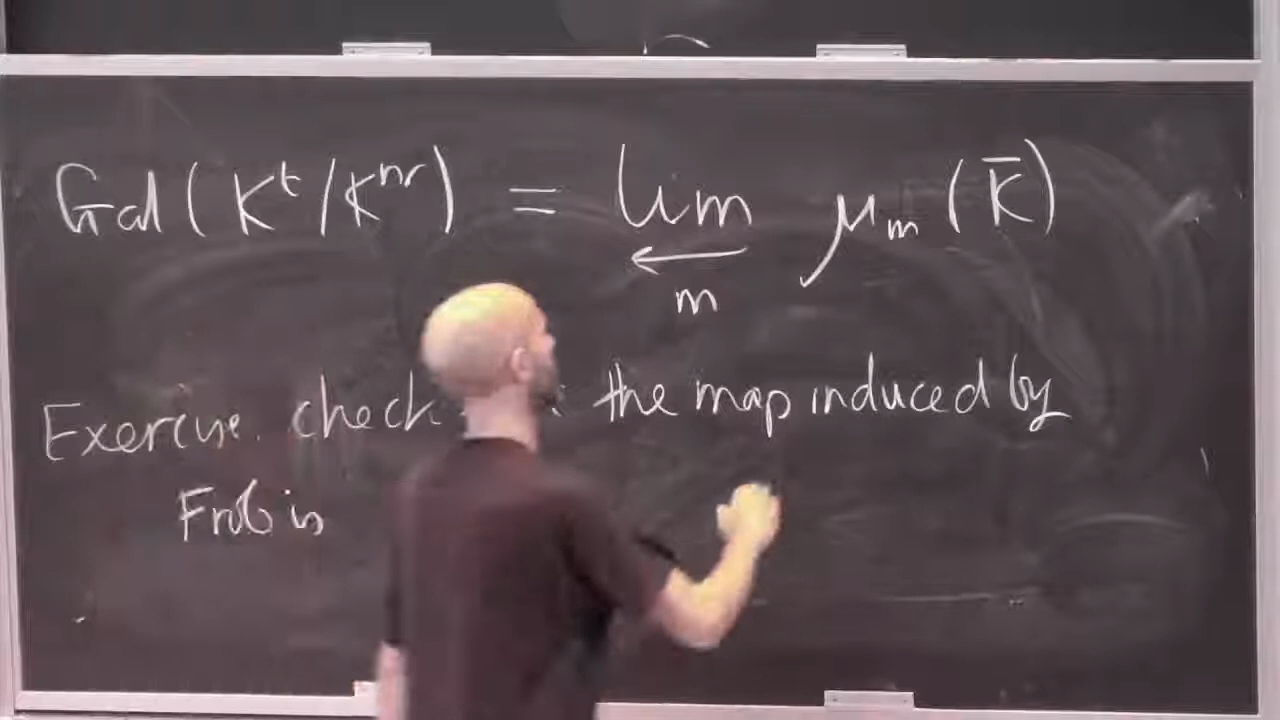 Gal(K^t/K^nr) = lim μ_m(K̄)
← 
m
Exercise. check the map induced by
Frob is